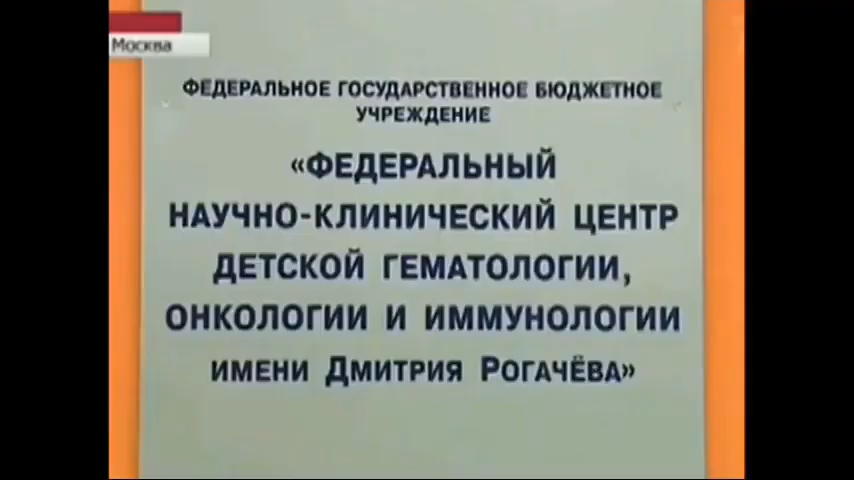 Москва
ФЕДЕРАЛЬНОЕ ГОСУДАРСТВЕННОЕ БЮДЖЕТНОЕ
УЧРЕЖДЕНИЕ
«ФЕДЕРАЛЬНЫЙ
НАУЧНО-КЛИНИЧЕСКИЙ ЦЕНТР
ДЕТСКОЙ ГЕМАТОЛОГИИ,
ОНКОЛОГИИ И ИММУНОЛОГИИ
ИМЕНИ ДМИТРИЯ РОГАЧЁВА»